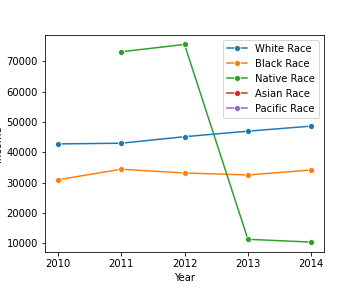 White Race
Black Race
Native Race
Asian Race
Pacific Race
70000
60000
50000
40000
30000
20000
10000
2010 2011 2012 2013 2014
Year